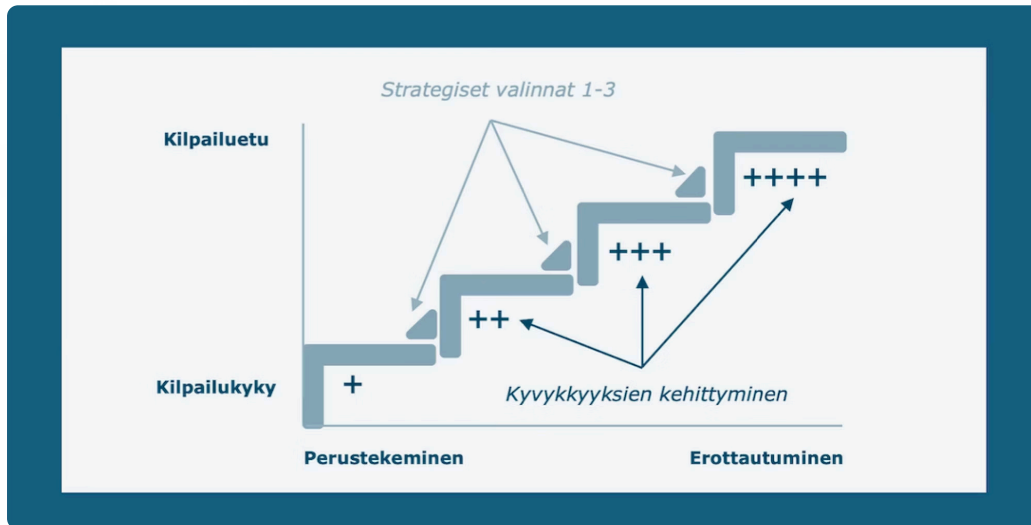 Strategiset valinnat 1-3
Kilpailuetu
++++
+++
++
+
Kilpailukyky
Kyvykkyyksien kehittyminen
Perustekeminen
Erottautuminen